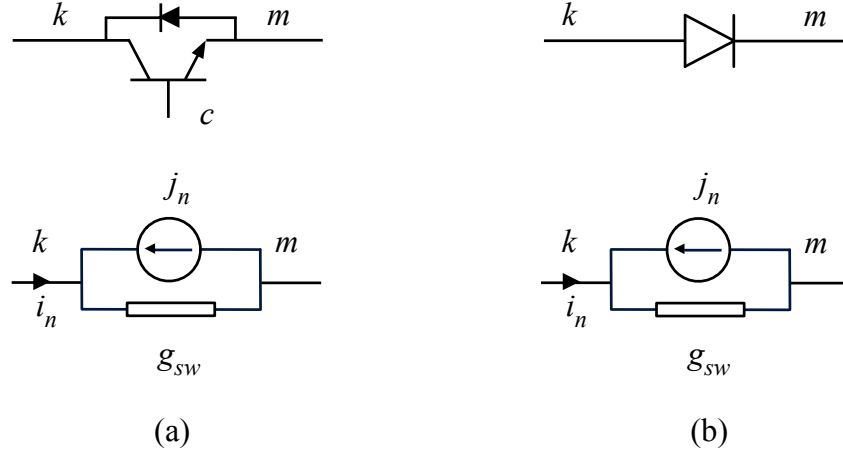 k m k m
c
j_n j_n
k m k m
i_n i_n
g_sw g_sw
(a) (b)